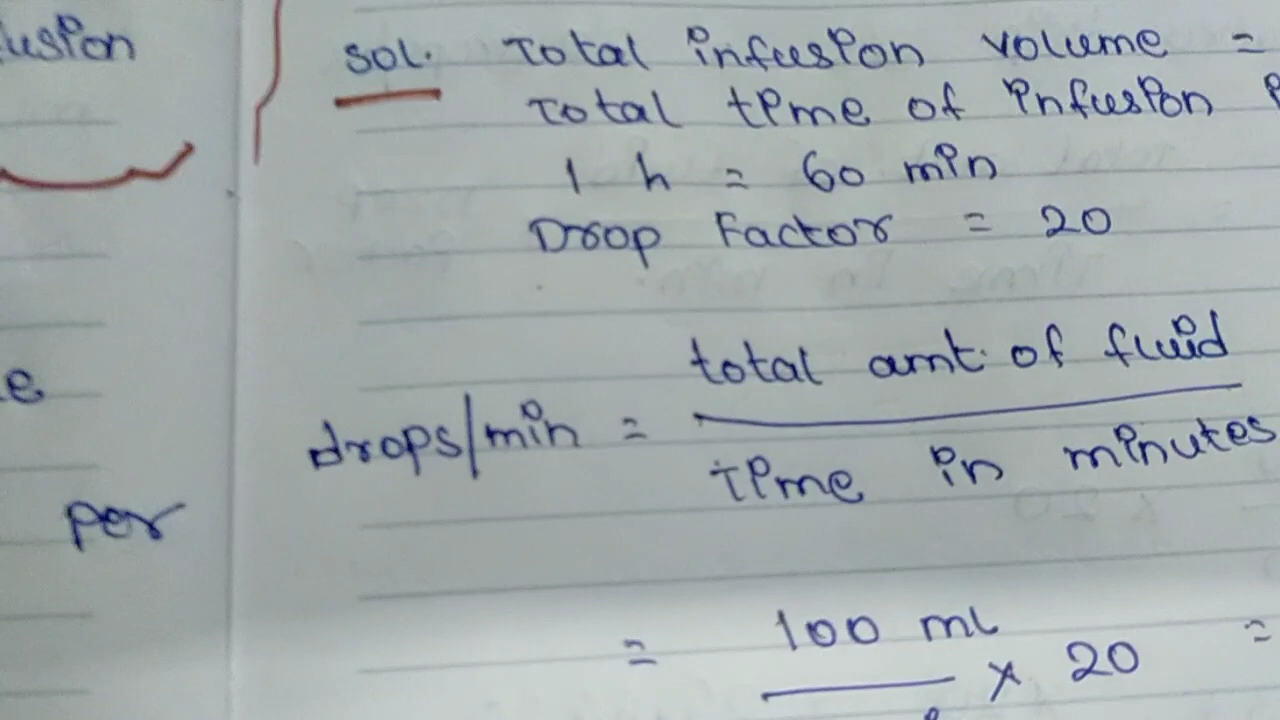 usion
sol. Total infusion volume =
Total time of infusion
1 h = 60 min
Drop Factor = 20
total amt. of fluid
drops/min =
time in minutes
e
per
100 ml
= × 20 =